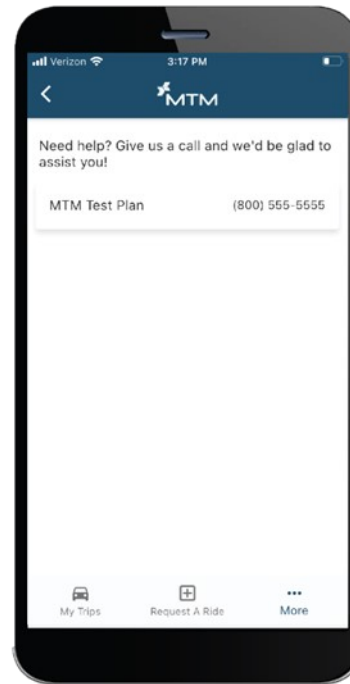 Verizon 3:17 PM
MTM
Need help? Give us a call and we'd be glad to
assist you!
MTM Test Plan (800) 555-5555
My Trips Request A Ride More